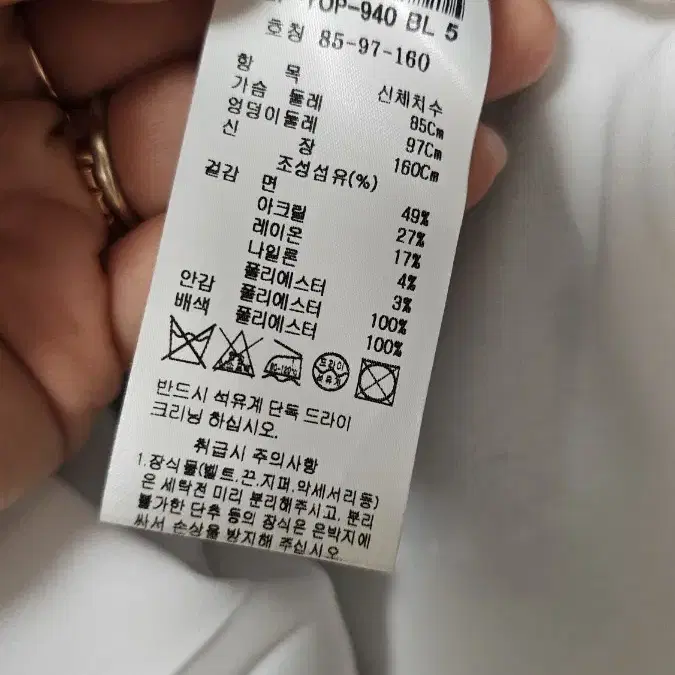 YOP-940 BL 5
호칭 85-97-160
항 목 신체치수
가슴 둘레 85Cm
엉덩이둘레 97Cm
신 장 160Cm
조성섬유(%)
겉감 면 49%
아크릴 27%
레이온 17%
나일론 4%
폴리에스터 3%
안감 폴리에스터 100%
배색 폴리에스터 100%
드라이
석유계
반드시 석유계 단독 드라이
크리닝 하십시오.
취급시 주의사항
1.장식물(벨트.끈.지퍼.악세서리등)
은 세탁전 미리 분리해주시고, 분리
불가한 단추 등의 장식은 은박지에
싸서 손상을 방지해 주십시오.